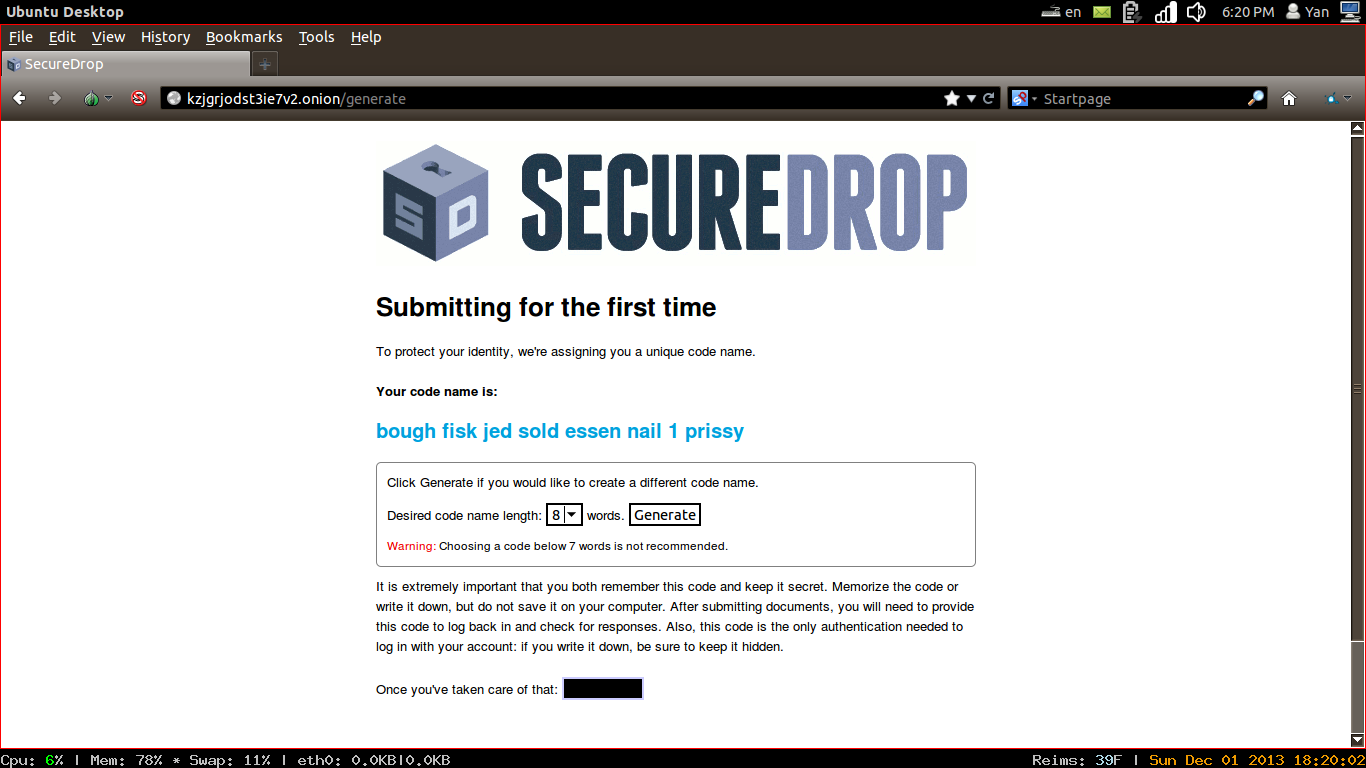 Ubuntu Desktop en 6:20 PM Yan
File Edit View History Bookmarks Tools Help
SecureDrop
kzjgrjodst3ie7v2.onion/generate Startpage
SD SECUREDROP
Submitting for the first time
To protect your identity, we're assigning you a unique code name.
Your code name is:
bough fisk jed sold essen nail 1 prissy
Click Generate if you would like to create a different code name.
Desired code name length: 8 words. Generate
Warning: Choosing a code below 7 words is not recommended.
It is extremely important that you both remember this code and keep it secret. Memorize the code or
write it down, but do not save it on your computer. After submitting documents, you will need to provide
this code to log back in and check for responses. Also, this code is the only authentication needed to
log in with your account: if you write it down, be sure to keep it hidden.
Once you've taken care of that:
Cpu: 6% | Mem: 78% * Swap: 11% | eth0: 0.0KB|0.0KB Reims: 39F | Sun Dec 01 2013 18:20:02